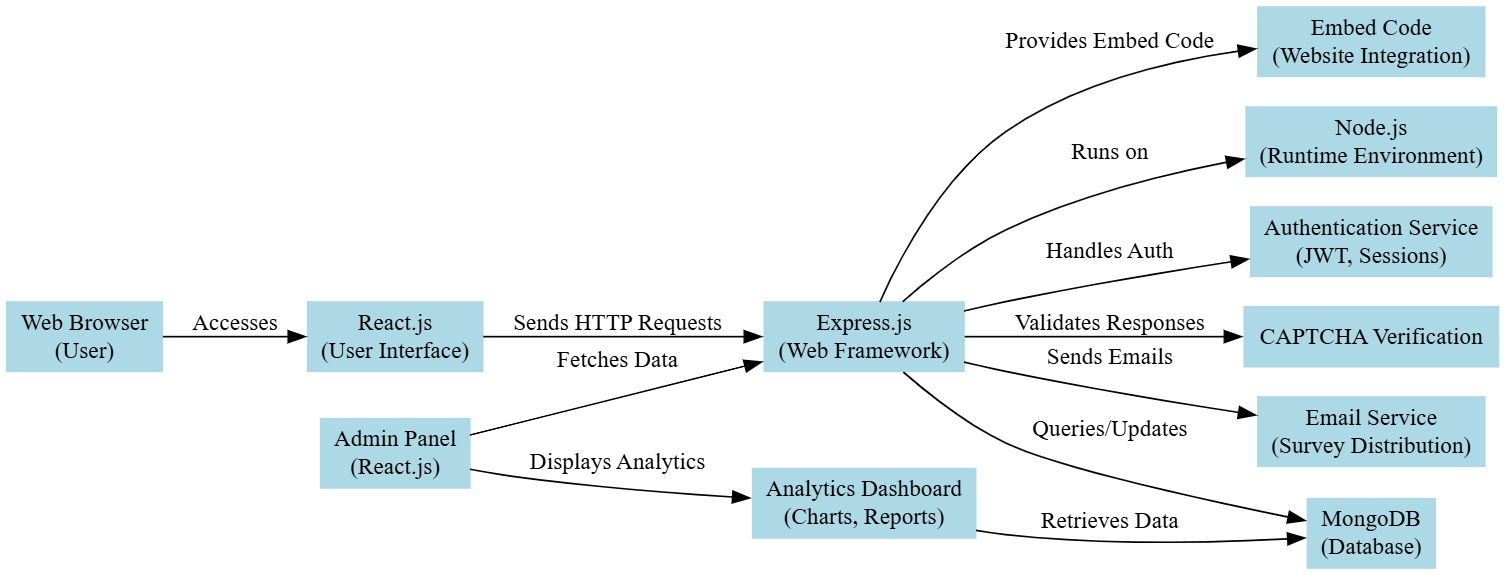 Provides Embed Code
Embed Code
(Website Integration)
Runs on
Node.js
(Runtime Environment)
Handles Auth
Authentication Service
(JWT, Sessions)
Web Browser
(User)
Accesses
React.js
(User Interface)
Sends HTTP Requests
Fetches Data
Express.js
(Web Framework)
Validates Responses
CAPTCHA Verification
Sends Emails
Email Service
(Survey Distribution)
Queries/Updates
Admin Panel
(React.js)
Displays Analytics
Analytics Dashboard
(Charts, Reports)
Retrieves Data
MongoDB
(Database)